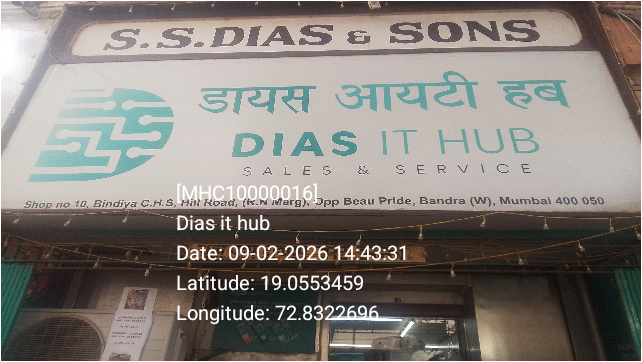 S.S.DIAS & SONS
डायस आयटी हब
DIAS IT HUB
SALES & SERVICE
[MHC10000016]
Shop no 10, Bindiya C.H.S, Hill Road, (R.N Marg), Opp Beau Pride, Bandra (W), Mumbai 400 050
Dias it hub
Date: 09-02-2026 14:43:31
Latitude: 19.0553459
Longitude: 72.8322696